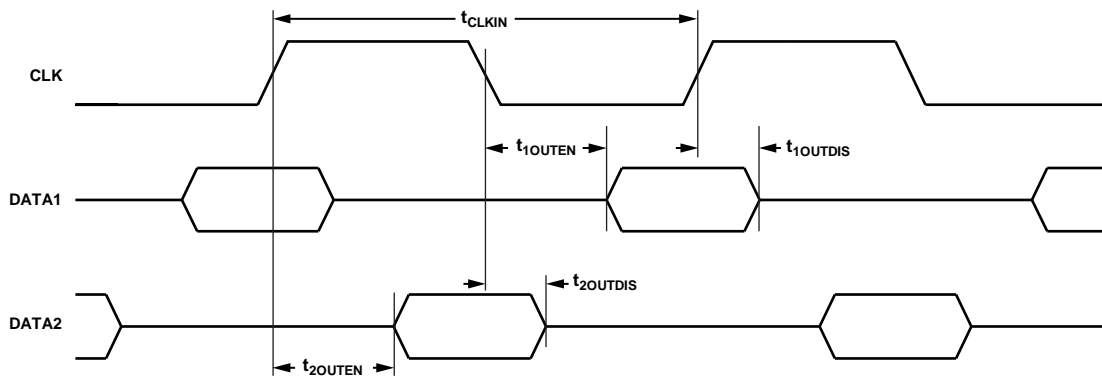 tCLKIN
CLK
t1OUTEN
t1OUTDIS
DATA1
t2OUTDIS
DATA2
t2OUTEN